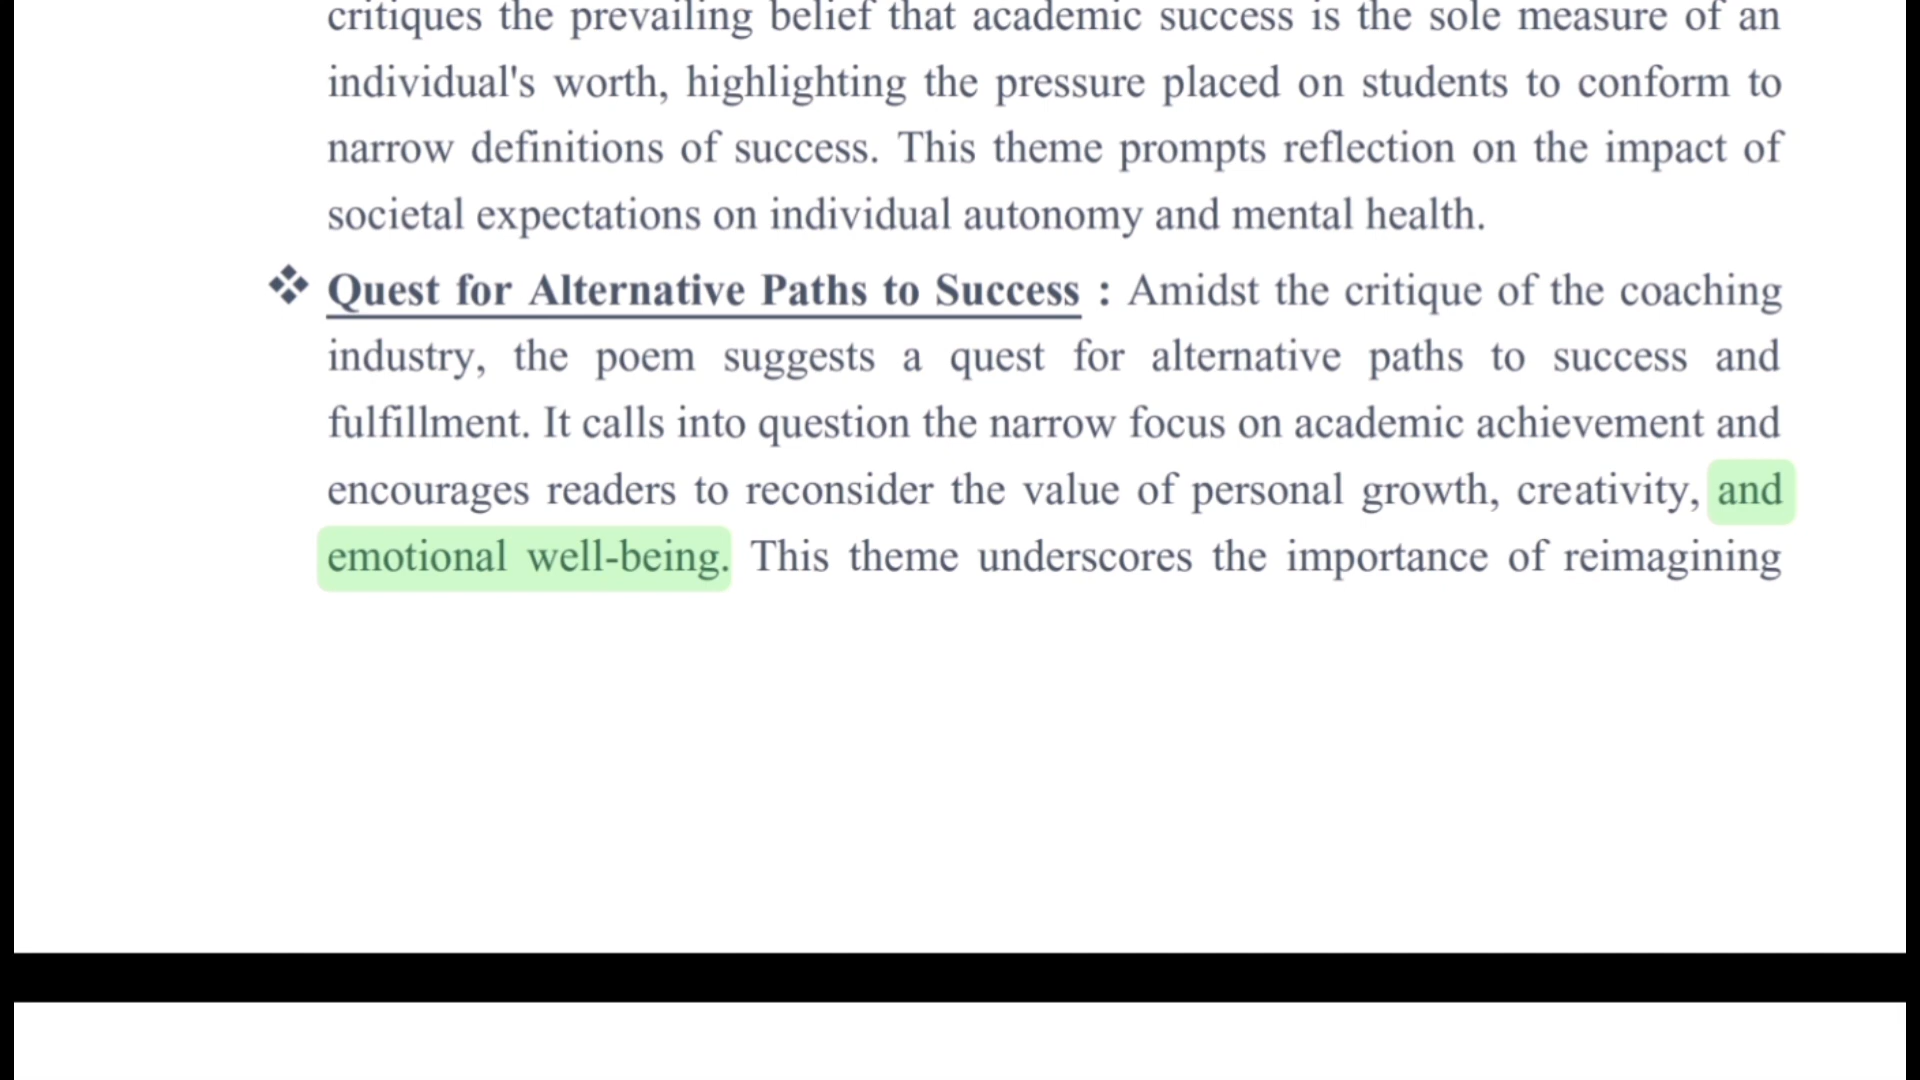 critiques the prevailing belief that academic success is the sole measure of an
individual's worth, highlighting the pressure placed on students to conform to
narrow definitions of success. This theme prompts reflection on the impact of
societal expectations on individual autonomy and mental health.
❖ Quest for Alternative Paths to Success : Amidst the critique of the coaching
industry, the poem suggests a quest for alternative paths to success and
fulfillment. It calls into question the narrow focus on academic achievement and
encourages readers to reconsider the value of personal growth, creativity, and
emotional well-being. This theme underscores the importance of reimagining